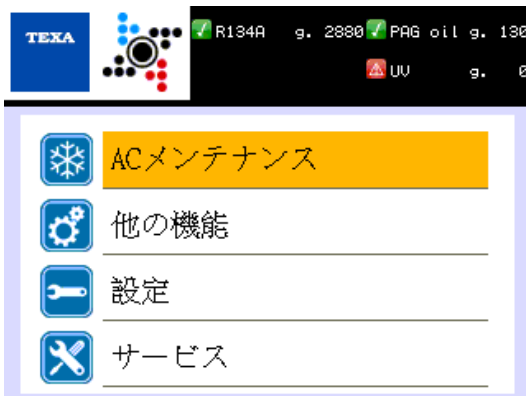 TEXA
R134A g. 2880 PAG oil g. 130
UV g. 0
ACメンテナンス
他の機能
設定
サービス